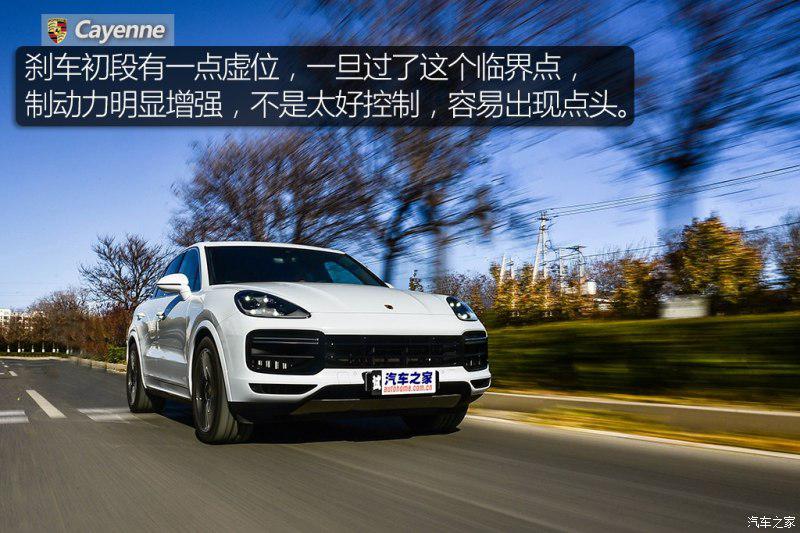 Cayenne
刹车初段有一点虚位，一旦过了这个临界点，
制动力明显增强，不是太好控制，容易出现点头。
汽车之家
autohome.com.cn
汽车之家